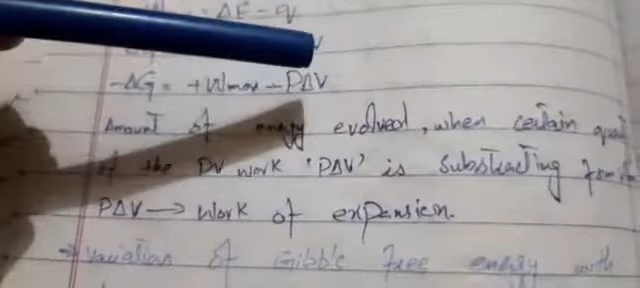 ΔE - q
-ΔG = +Wmax - PΔV
Amount of energy evolved, when certain
of the PV work 'PΔV' is substracting
PΔV → Work of expansion.
→ Variation of Gibb's free energy with